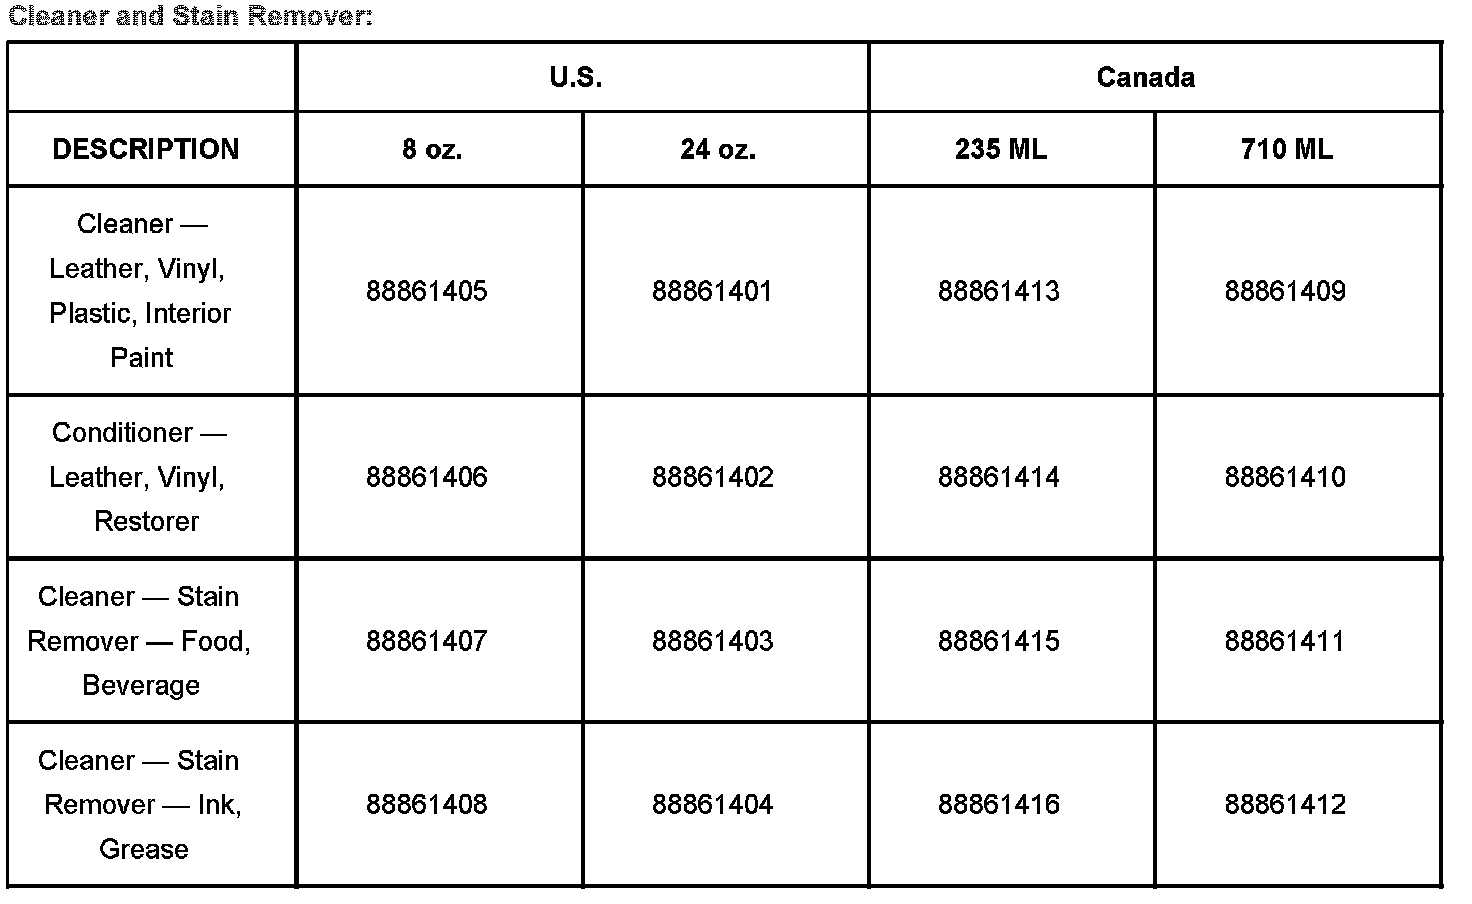 Cleaner and Stain Remover:
U.S. Canada
DESCRIPTION 8 oz. 24 oz. 235 ML 710 ML
Cleaner —
Leather, Vinyl,
Plastic, Interior
Paint
88861405 88861401 88861413 88861409
Conditioner —
Leather, Vinyl,
Restorer
88861406 88861402 88861414 88861410
Cleaner — Stain
Remover — Food,
Beverage
88861407 88861403 88861415 88861411
Cleaner — Stain
Remover — Ink,
Grease
88861408 88861404 88861416 88861412